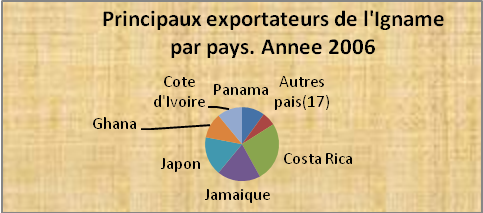 Principaux exportateurs de l'Igname
par pays. Annee 2006
Cote
d'Ivoire
Panama
Autres
pais(17)
Ghana
Costa Rica
Japon
Jamaique